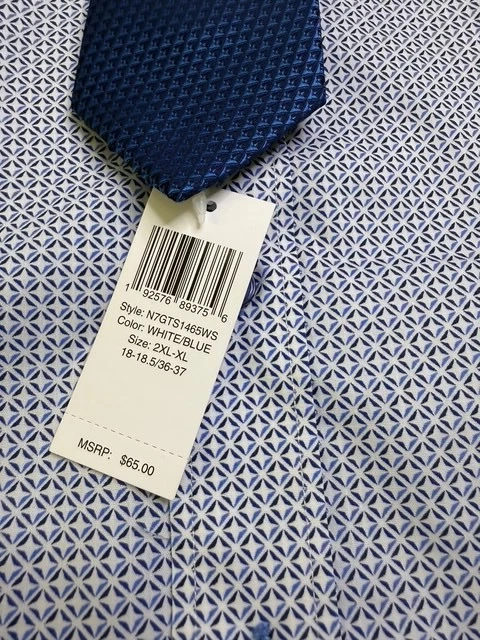 1 92576 89375 6
Style: N7GTS1465WS
Color: WHITE/BLUE
Size: 2XL-XL
18-18.5/36-37
MSRP: $65.00